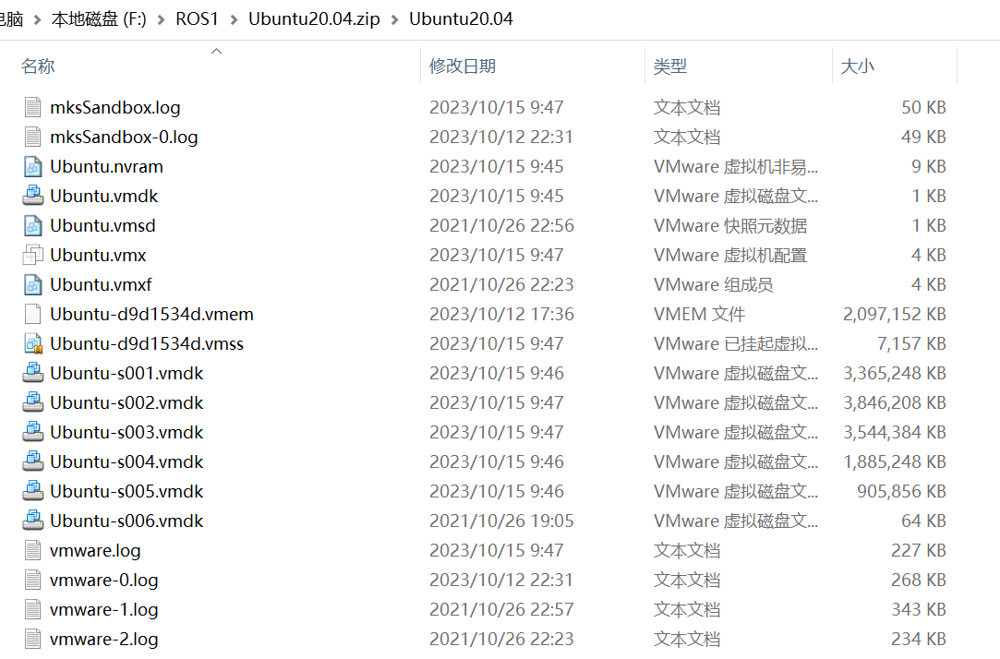 电脑 › 本地磁盘 (F:) › ROS1 › Ubuntu20.04.zip › Ubuntu20.04
名称 修改日期 类型 大小
mksSandbox.log 2023/10/15 9:47 文本文档 50 KB
mksSandbox-0.log 2023/10/12 22:31 文本文档 49 KB
Ubuntu.nvram 2023/10/15 9:45 VMware 虚拟机非易... 9 KB
Ubuntu.vmdk 2023/10/15 9:45 VMware 虚拟磁盘文... 1 KB
Ubuntu.vmsd 2021/10/26 22:56 VMware 快照元数据 1 KB
Ubuntu.vmx 2023/10/15 9:47 VMware 虚拟机配置 4 KB
Ubuntu.vmxf 2021/10/26 22:23 VMware 组成员 4 KB
Ubuntu-d9d1534d.vmem 2023/10/12 17:36 VMEM 文件 2,097,152 KB
Ubuntu-d9d1534d.vmss 2023/10/15 9:47 VMware 已挂起虚拟... 7,157 KB
Ubuntu-s001.vmdk 2023/10/15 9:46 VMware 虚拟磁盘文... 3,365,248 KB
Ubuntu-s002.vmdk 2023/10/15 9:47 VMware 虚拟磁盘文... 3,846,208 KB
Ubuntu-s003.vmdk 2023/10/15 9:47 VMware 虚拟磁盘文... 3,544,384 KB
Ubuntu-s004.vmdk 2023/10/15 9:46 VMware 虚拟磁盘文... 1,885,248 KB
Ubuntu-s005.vmdk 2023/10/15 9:46 VMware 虚拟磁盘文... 905,856 KB
Ubuntu-s006.vmdk 2021/10/26 19:05 VMware 虚拟磁盘文... 64 KB
vmware.log 2023/10/15 9:47 文本文档 227 KB
vmware-0.log 2023/10/12 22:31 文本文档 268 KB
vmware-1.log 2021/10/26 22:57 文本文档 343 KB
vmware-2.log 2021/10/26 22:23 文本文档 234 KB